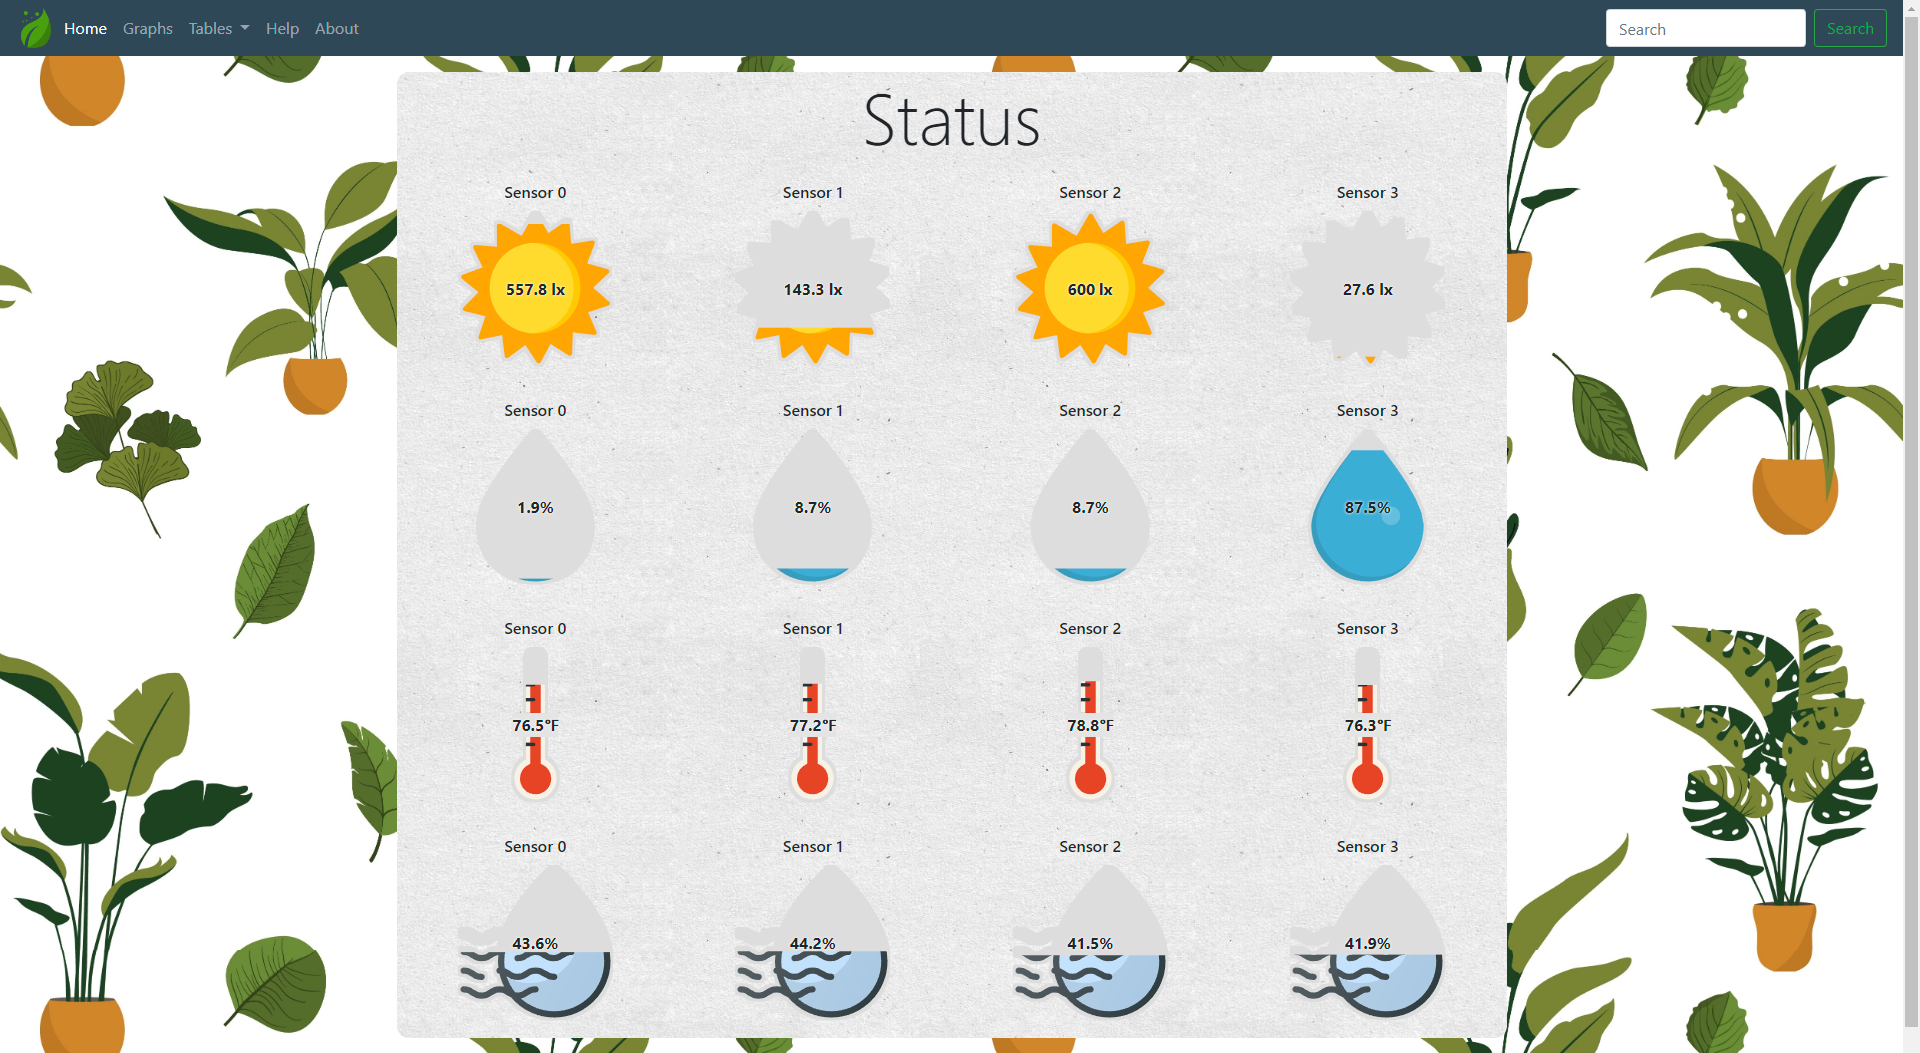 Home Graphs Tables Help About Search Search
Status
Sensor 0 Sensor 1 Sensor 2 Sensor 3
557.8 lx 143.3 lx 600 lx 27.6 lx
Sensor 0 Sensor 1 Sensor 2 Sensor 3
1.9% 8.7% 8.7% 87.5%
Sensor 0 Sensor 1 Sensor 2 Sensor 3
76.5°F 77.2°F 78.8°F 76.3°F
Sensor 0 Sensor 1 Sensor 2 Sensor 3
43.6% 44.2% 41.5% 41.9%